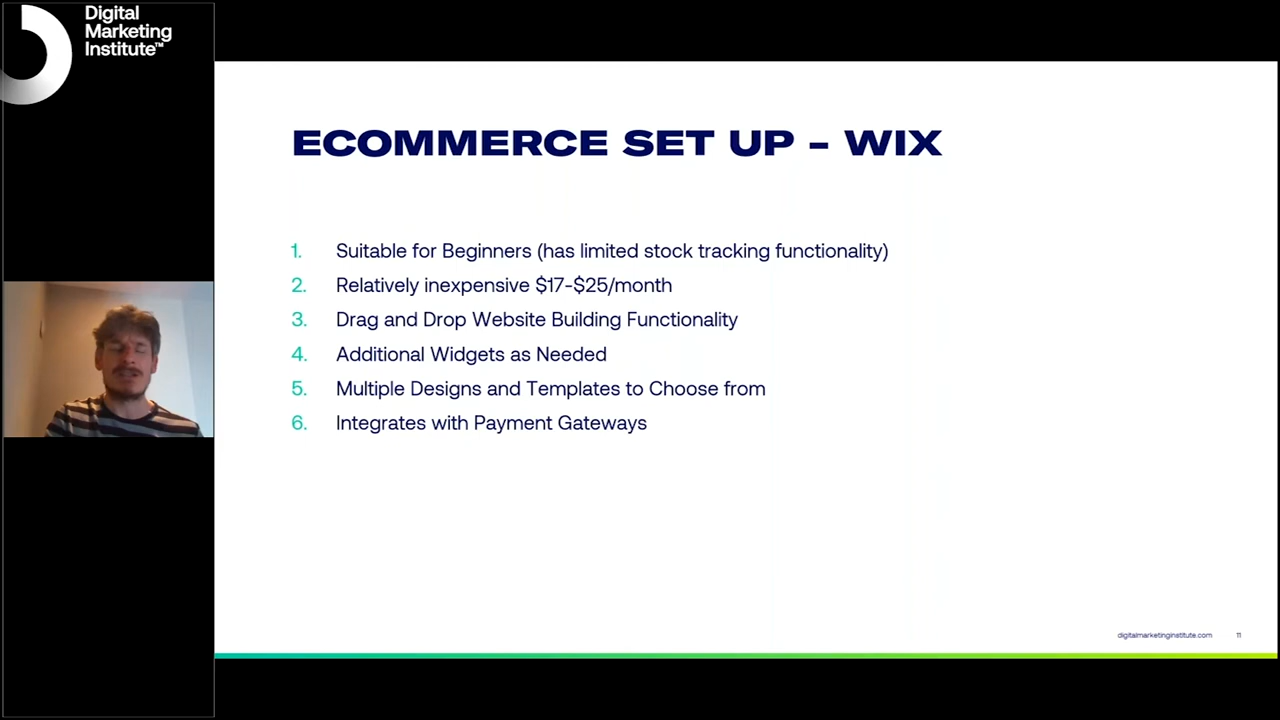 Digital
Marketing
Institute™
ECOMMERCE SET UP – WIX
1. Suitable for Beginners (has limited stock tracking functionality)
2. Relatively inexpensive $17-$25/month
3. Drag and Drop Website Building Functionality
4. Additional Widgets as Needed
5. Multiple Designs and Templates to Choose from
6. Integrates with Payment Gateways
digitalmarketinginstitute.com 11